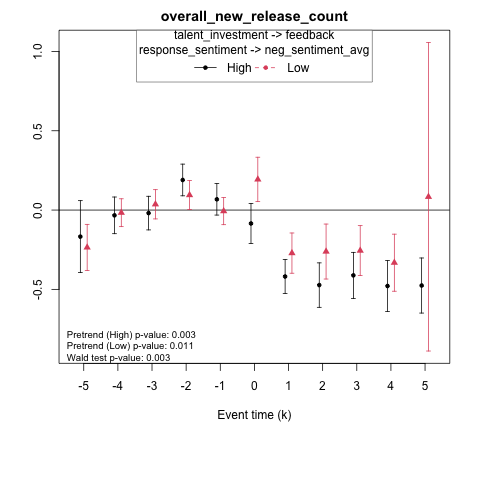 overall_new_release_count
talent_investment -> feedback
response_sentiment -> neg_sentiment_avg
High Low
1.0
0.5
0.0
-0.5
Pretrend (High) p-value: 0.003
Pretrend (Low) p-value: 0.011
Wald test p-value: 0.003
-5 -4 -3 -2 -1 0 1 2 3 4 5
Event time (k)